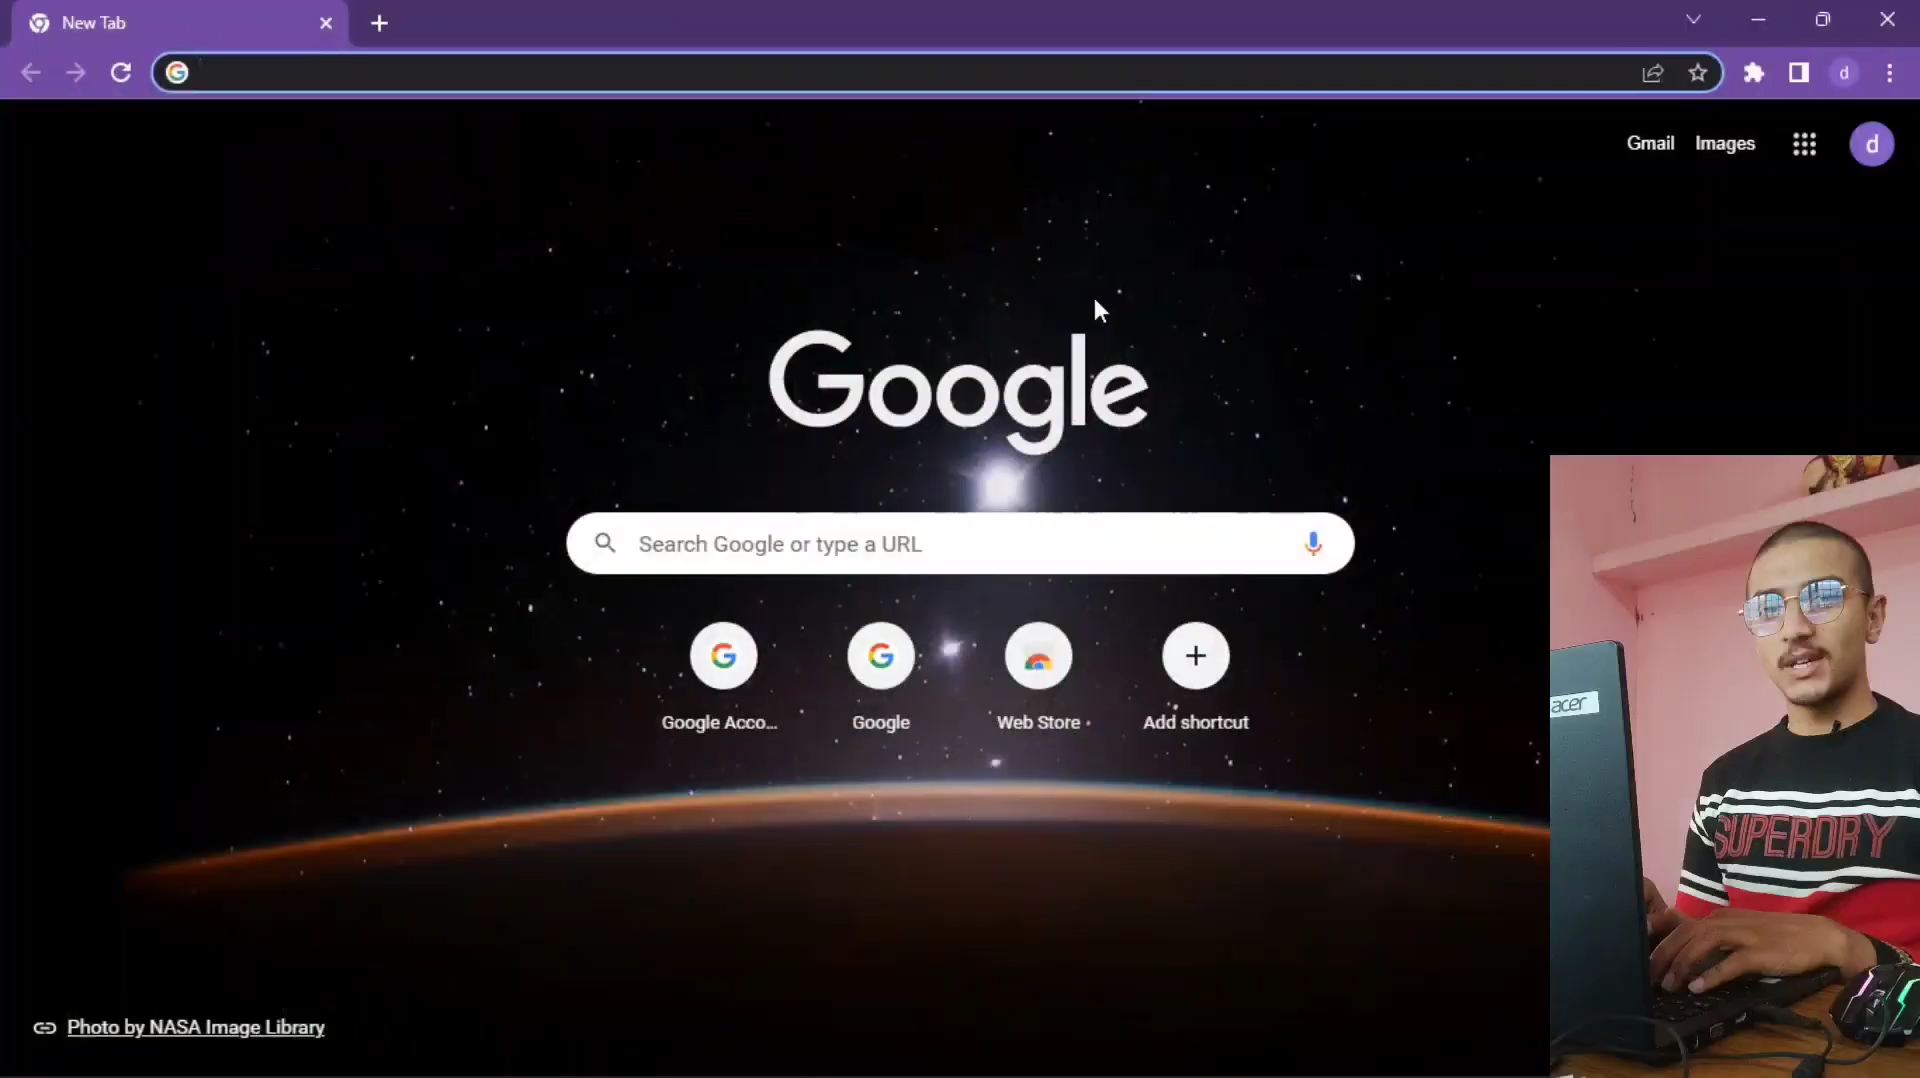 New Tab
d
Gmail
Images
d
Google
Search Google or type a URL
Google Acco...
Google
Web Store
Add shortcut
acer
SUPERDRY
Photo by NASA Image Library